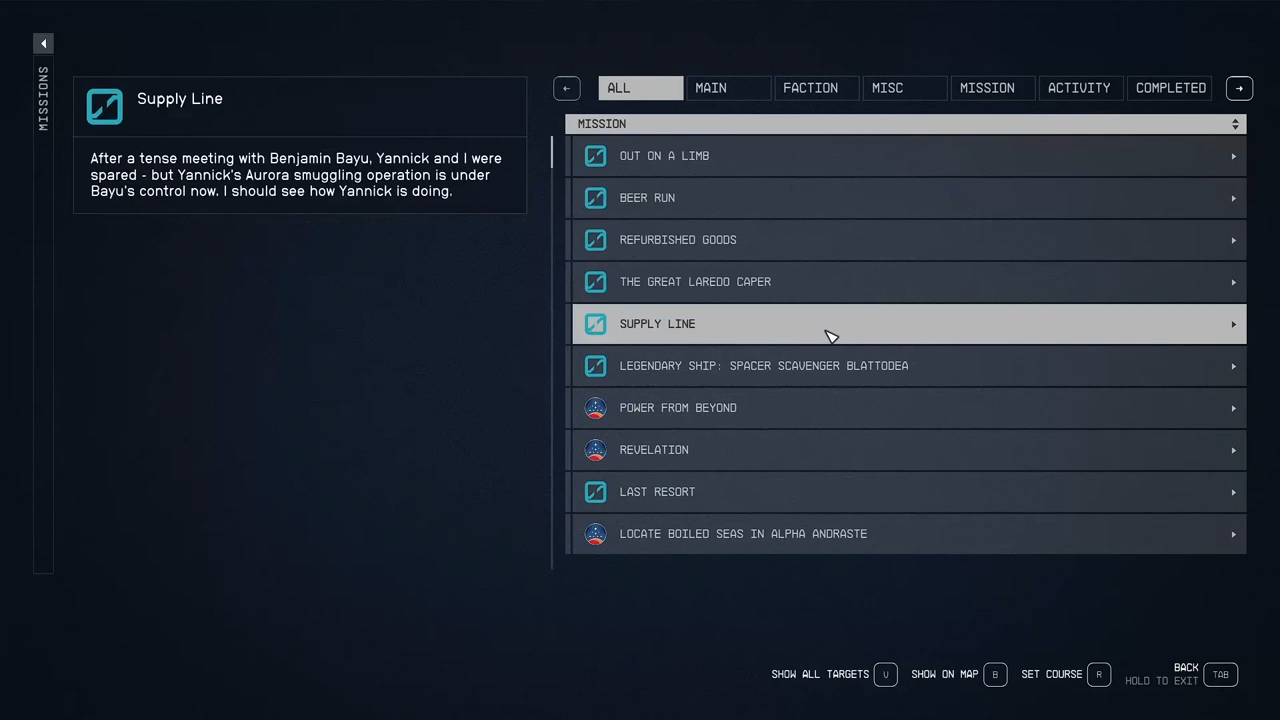 MISSIONS
Supply Line
After a tense meeting with Benjamin Bayu, Yannick and I were
spared - but Yannick's Aurora smuggling operation is under
Bayu's control now. I should see how Yannick is doing.
ALL MAIN FACTION MISC MISSION ACTIVITY COMPLETED
MISSION
OUT ON A LIMB
BEER RUN
REFURBISHED GOODS
THE GREAT LAREDO CAPER
SUPPLY LINE
LEGENDARY SHIP: SPACER SCAVENGER BLATTODEA
POWER FROM BEYOND
REVELATION
LAST RESORT
LOCATE BOILED SEAS IN ALPHA ANDRASTE
SHOW ALL TARGETS U SHOW ON MAP B SET COURSE R BACK TAB
HOLD TO EXIT